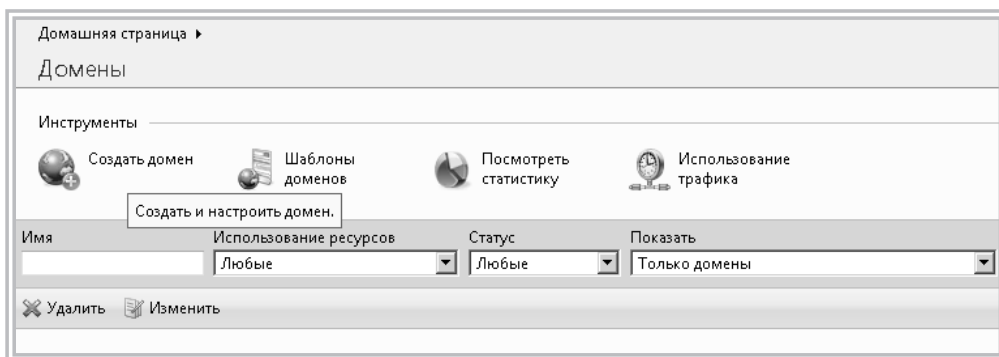 Домашняя страница
Домены
Инструменты
Создать домен
Шаблоны доменов
Посмотреть статистику
Использование трафика
Создать и настроить домен.
Имя Использование ресурсов Статус Показать
Любые Любые Только домены
Удалить Изменить